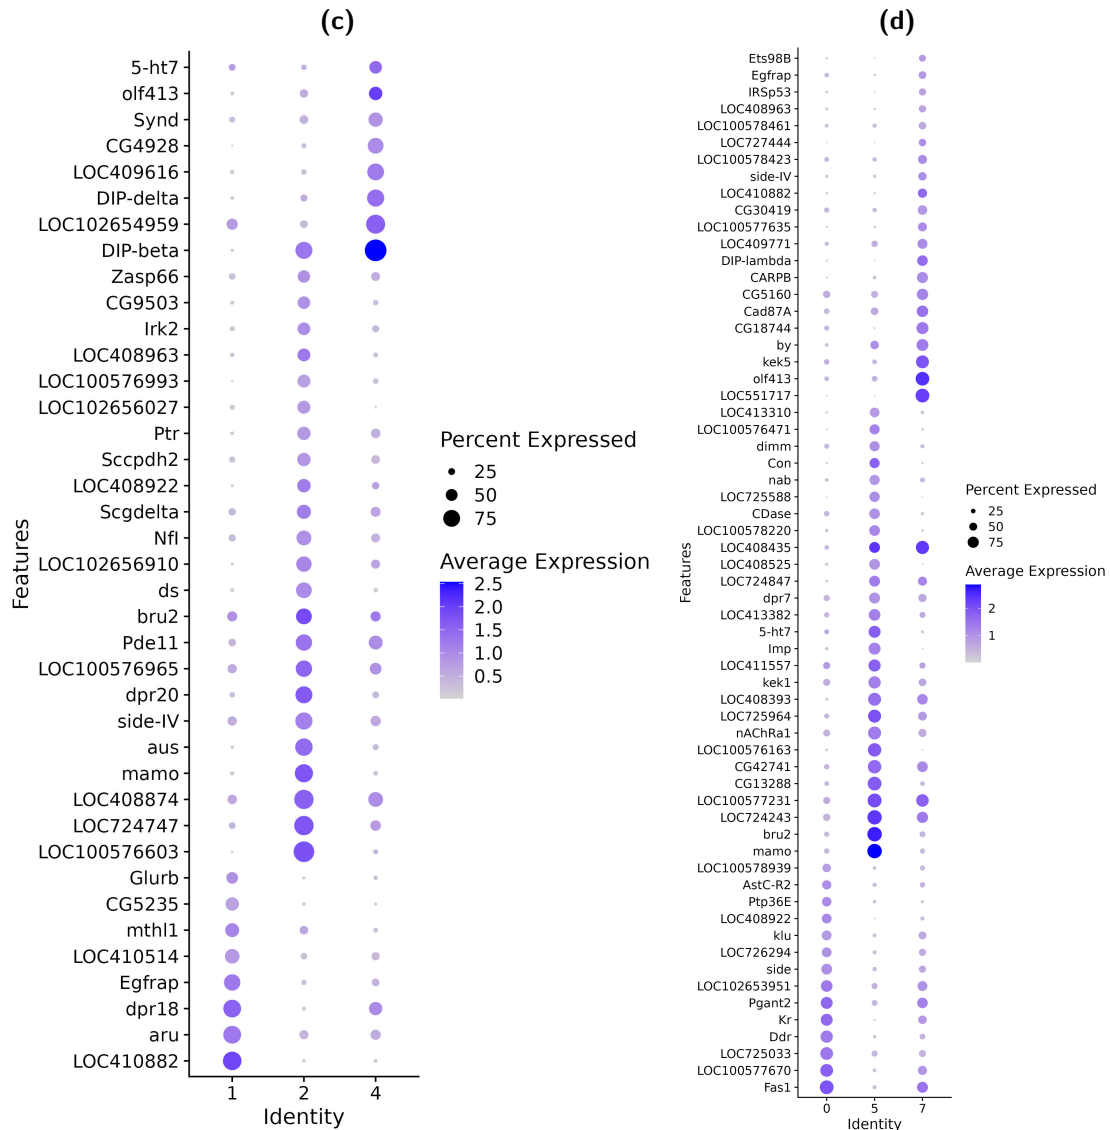 (c)
5-ht7
olf413
Synd
CG4928
LOC409616
DIP-delta
LOC102654959
DIP-beta
Zasp66
CG9503
Irk2
LOC408963
LOC100576993
LOC102656027
Ptr
Sccpdh2
LOC408922
Scgdelta
Nfl
LOC102656910
ds
bru2
Pde11
LOC100576965
dpr20
side-IV
aus
mamo
LOC408874
LOC724747
LOC100576603
Glurb
CG5235
mthl1
LOC410514
Egfrap
dpr18
aru
LOC410882
Features
1 2 4
Identity
Percent Expressed
25
50
75
Average Expression
2.5
2.0
1.5
1.0
0.5
(d)
Ets98B
Egfrap
IRSp53
LOC408963
LOC100578461
LOC727444
LOC100578423
side-IV
LOC410882
CG30419
LOC100577635
LOC409771
DIP-lambda
CARPB
CG5160
Cad87A
CG18744
by
kek5
olf413
LOC551717
LOC413310
LOC100576471
dimm
Con
nab
LOC725588
CDase
LOC100578220
LOC408435
LOC408525
LOC724847
dpr7
LOC413382
5-ht7
Imp
LOC411557
kek1
LOC408393
LOC725964
nAChRa1
LOC100576163
CG42741
CG13288
LOC100577231
LOC724243
bru2
mamo
LOC100578939
AstC-R2
Ptp36E
LOC408922
klu
LOC726294
side
LOC102653951
Pgant2
Kr
Ddr
LOC725033
LOC100577670
Fas1
Features
0 5 7
Identity
Percent Expressed
25
50
75
Average Expression
2
1